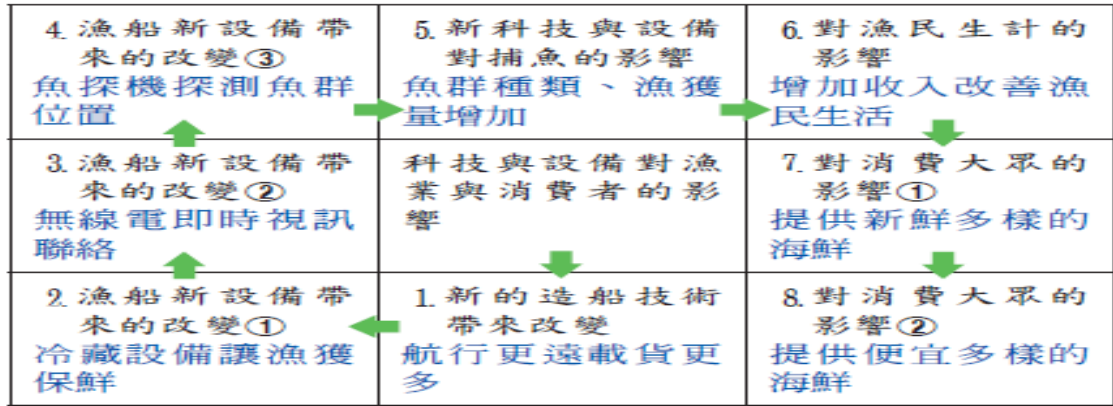 4. 漁船新設備帶
來的改變③
魚探機探測魚群
位置
5. 新科技與設備
對捕魚的影響
魚群種類、漁獲
量增加
6. 對漁民生計的
影響
增加收入改善漁
民生活
3. 漁船新設備帶
來的改變②
無線電即時視訊
聯絡
科技與設備對漁
業與消費者的影
響
7. 對消費大眾的
影響①
提供新鮮多樣的
海鮮
2. 漁船新設備帶
來的改變①
冷藏設備讓漁獲
保鮮
1. 新的造船技術
帶來改變
航行更遠載貨更
多
8. 對消費大眾的
影響②
提供便宜多樣的
海鮮